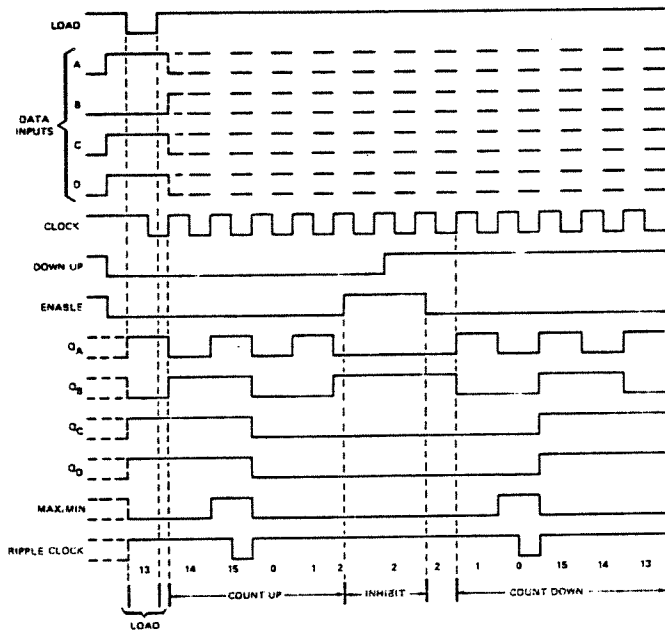 LOAD
A
B
DATA
INPUTS
C
D
CLOCK
DOWN UP
ENABLE
QA
QB
QC
QD
MAX/MIN
RIPPLE CLOCK
13 14 15 0 1 2 2 2 1 0 15 14 13
COUNT UP INHIBIT COUNT DOWN
LOAD